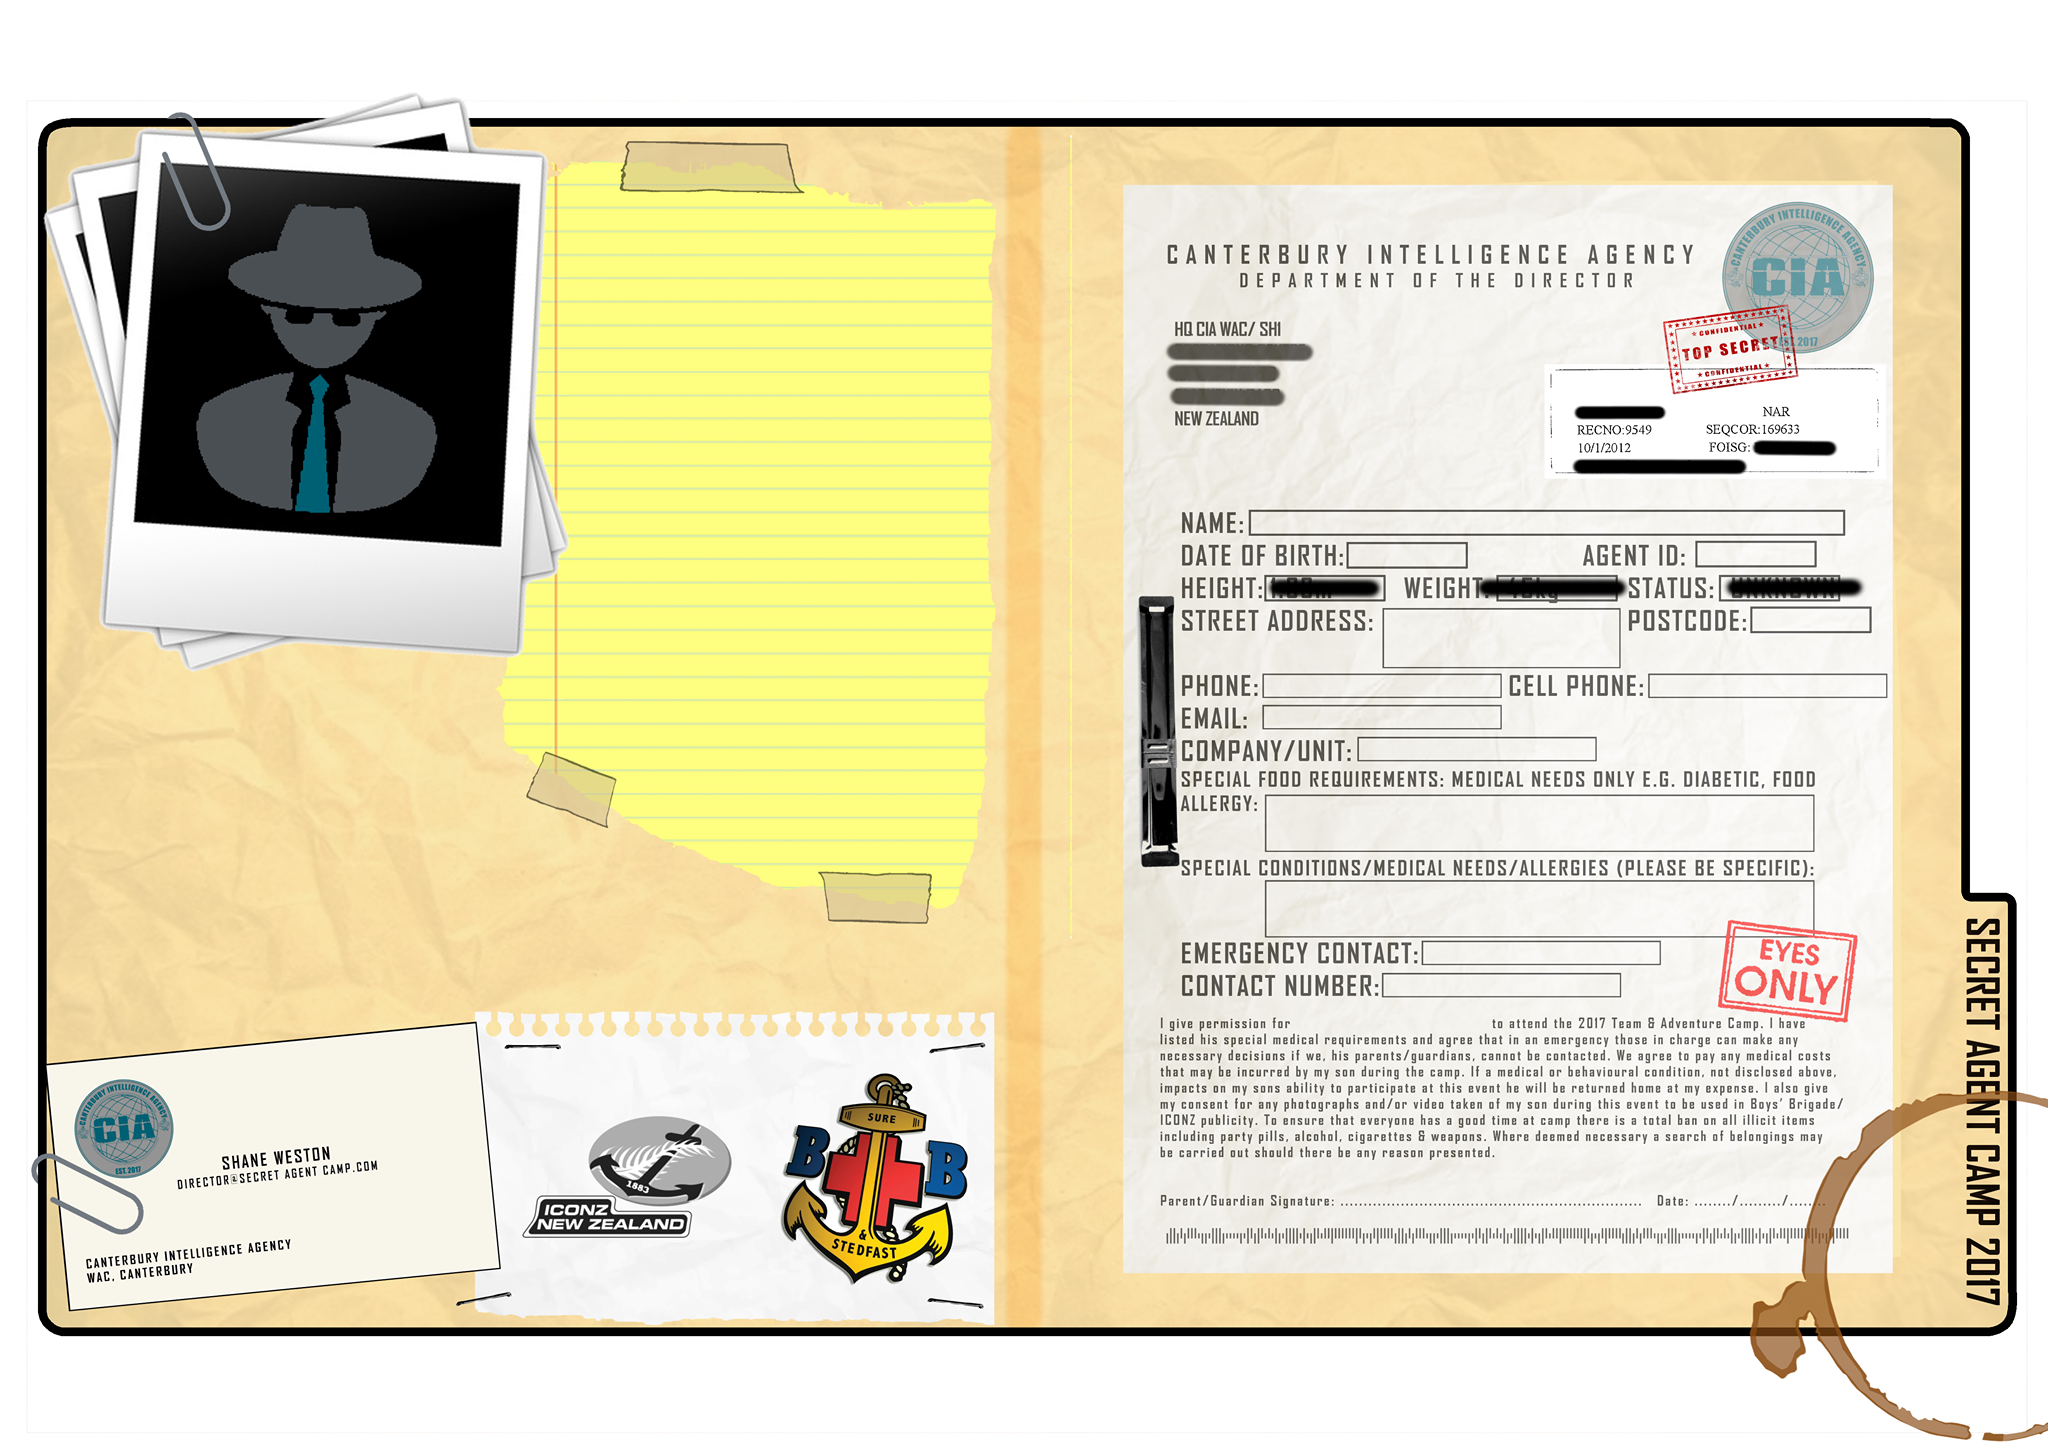 CANTERBURY INTELLIGENCE AGENCY
CIA
EST. 2017
SHANE WESTON
DIRECTOR@SECRET AGENT CAMP.COM
CANTERBURY INTELLIGENCE AGENCY
WAC, CANTERBURY
1883
ICONZ
NEW ZEALAND
SURE
B B
&
STEDFAST
CANTERBURY INTELLIGENCE AGENCY
DEPARTMENT OF THE DIRECTOR
CANTERBURY INTELLIGENCE AGENCY
CIA
EST. 2017
CONFIDENTIAL
TOP SECRET
CONFIDENTIAL
HQ CIA WAC/ SH1
NEW ZEALAND
NAR
RECNO:9549 SEQCOR:169633
10/1/2012 FOISG:
NAME:
DATE OF BIRTH: AGENT ID:
HEIGHT: WEIGHT: STATUS: UNKNOWN
STREET ADDRESS: POSTCODE:
PHONE: CELL PHONE:
EMAIL:
COMPANY/UNIT:
SPECIAL FOOD REQUIREMENTS: MEDICAL NEEDS ONLY E.G. DIABETIC, FOOD
ALLERGY:
SPECIAL CONDITIONS/MEDICAL NEEDS/ALLERGIES (PLEASE BE SPECIFIC):
EMERGENCY CONTACT:
CONTACT NUMBER:
EYES
ONLY
I give permission for to attend the 2017 Team & Adventure Camp. I have
listed his special medical requirements and agree that in an emergency those in charge can make any
necessary decisions if we, his parents/guardians, cannot be contacted. We agree to pay any medical costs
that may be incurred by my son during the camp. If a medical or behavioural condition, not disclosed above,
impacts on my sons ability to participate at this event he will be returned home at my expense. I also give
my consent for any photographs and/or video taken of my son during this event to be used in Boys' Brigade/
ICONZ publicity. To ensure that everyone has a good time at camp there is a total ban on all illicit items
including party pills, alcohol, cigarettes & weapons. Where deemed necessary a search of belongings may
be carried out should there be any reason presented.
Parent/Guardian Signature: ................................................................ Date: ......../........./........
SECRET AGENT CAMP 2017